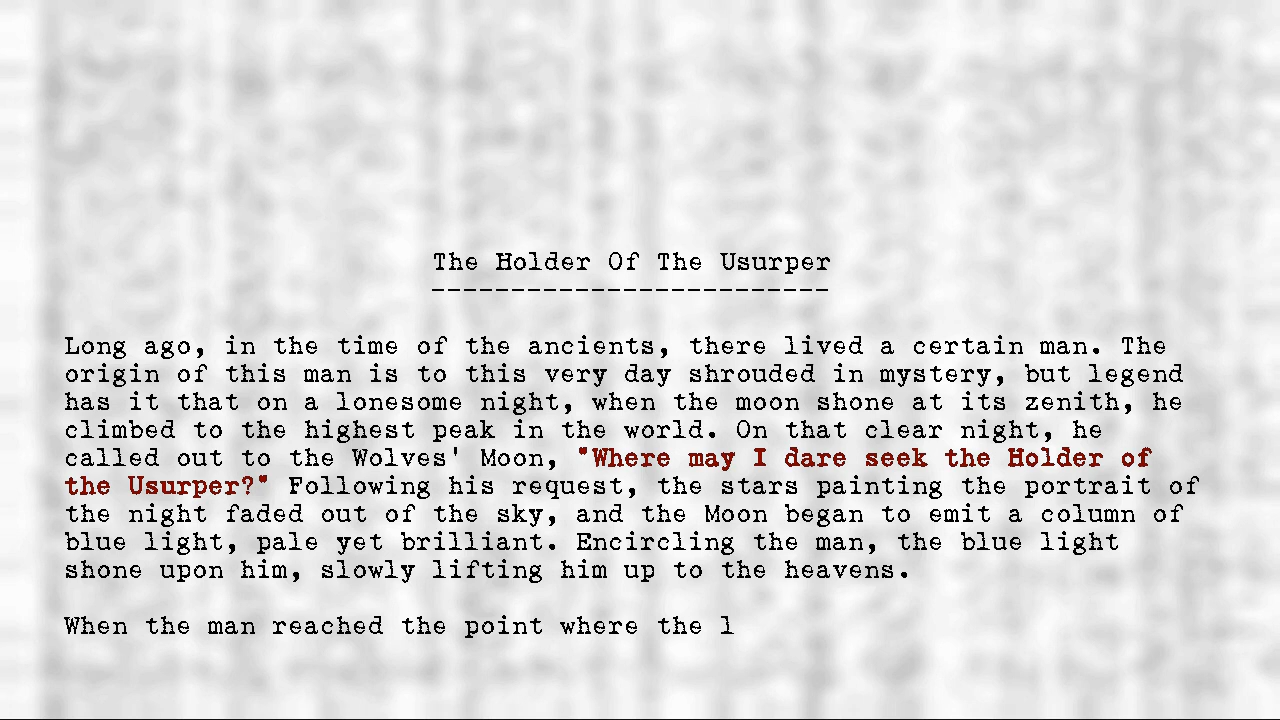 The Holder Of The Usurper
-------------------------
Long ago, in the time of the ancients, there lived a certain man. The
origin of this man is to this very day shrouded in mystery, but legend
has it that on a lonesome night, when the moon shone at its zenith, he
climbed to the highest peak in the world. On that clear night, he
called out to the Wolves' Moon, "Where may I dare seek the Holder of
the Usurper?" Following his request, the stars painting the portrait of
the night faded out of the sky, and the Moon began to emit a column of
blue light, pale yet brilliant. Encircling the man, the blue light
shone upon him, slowly lifting him up to the heavens.
When the man reached the point where the l